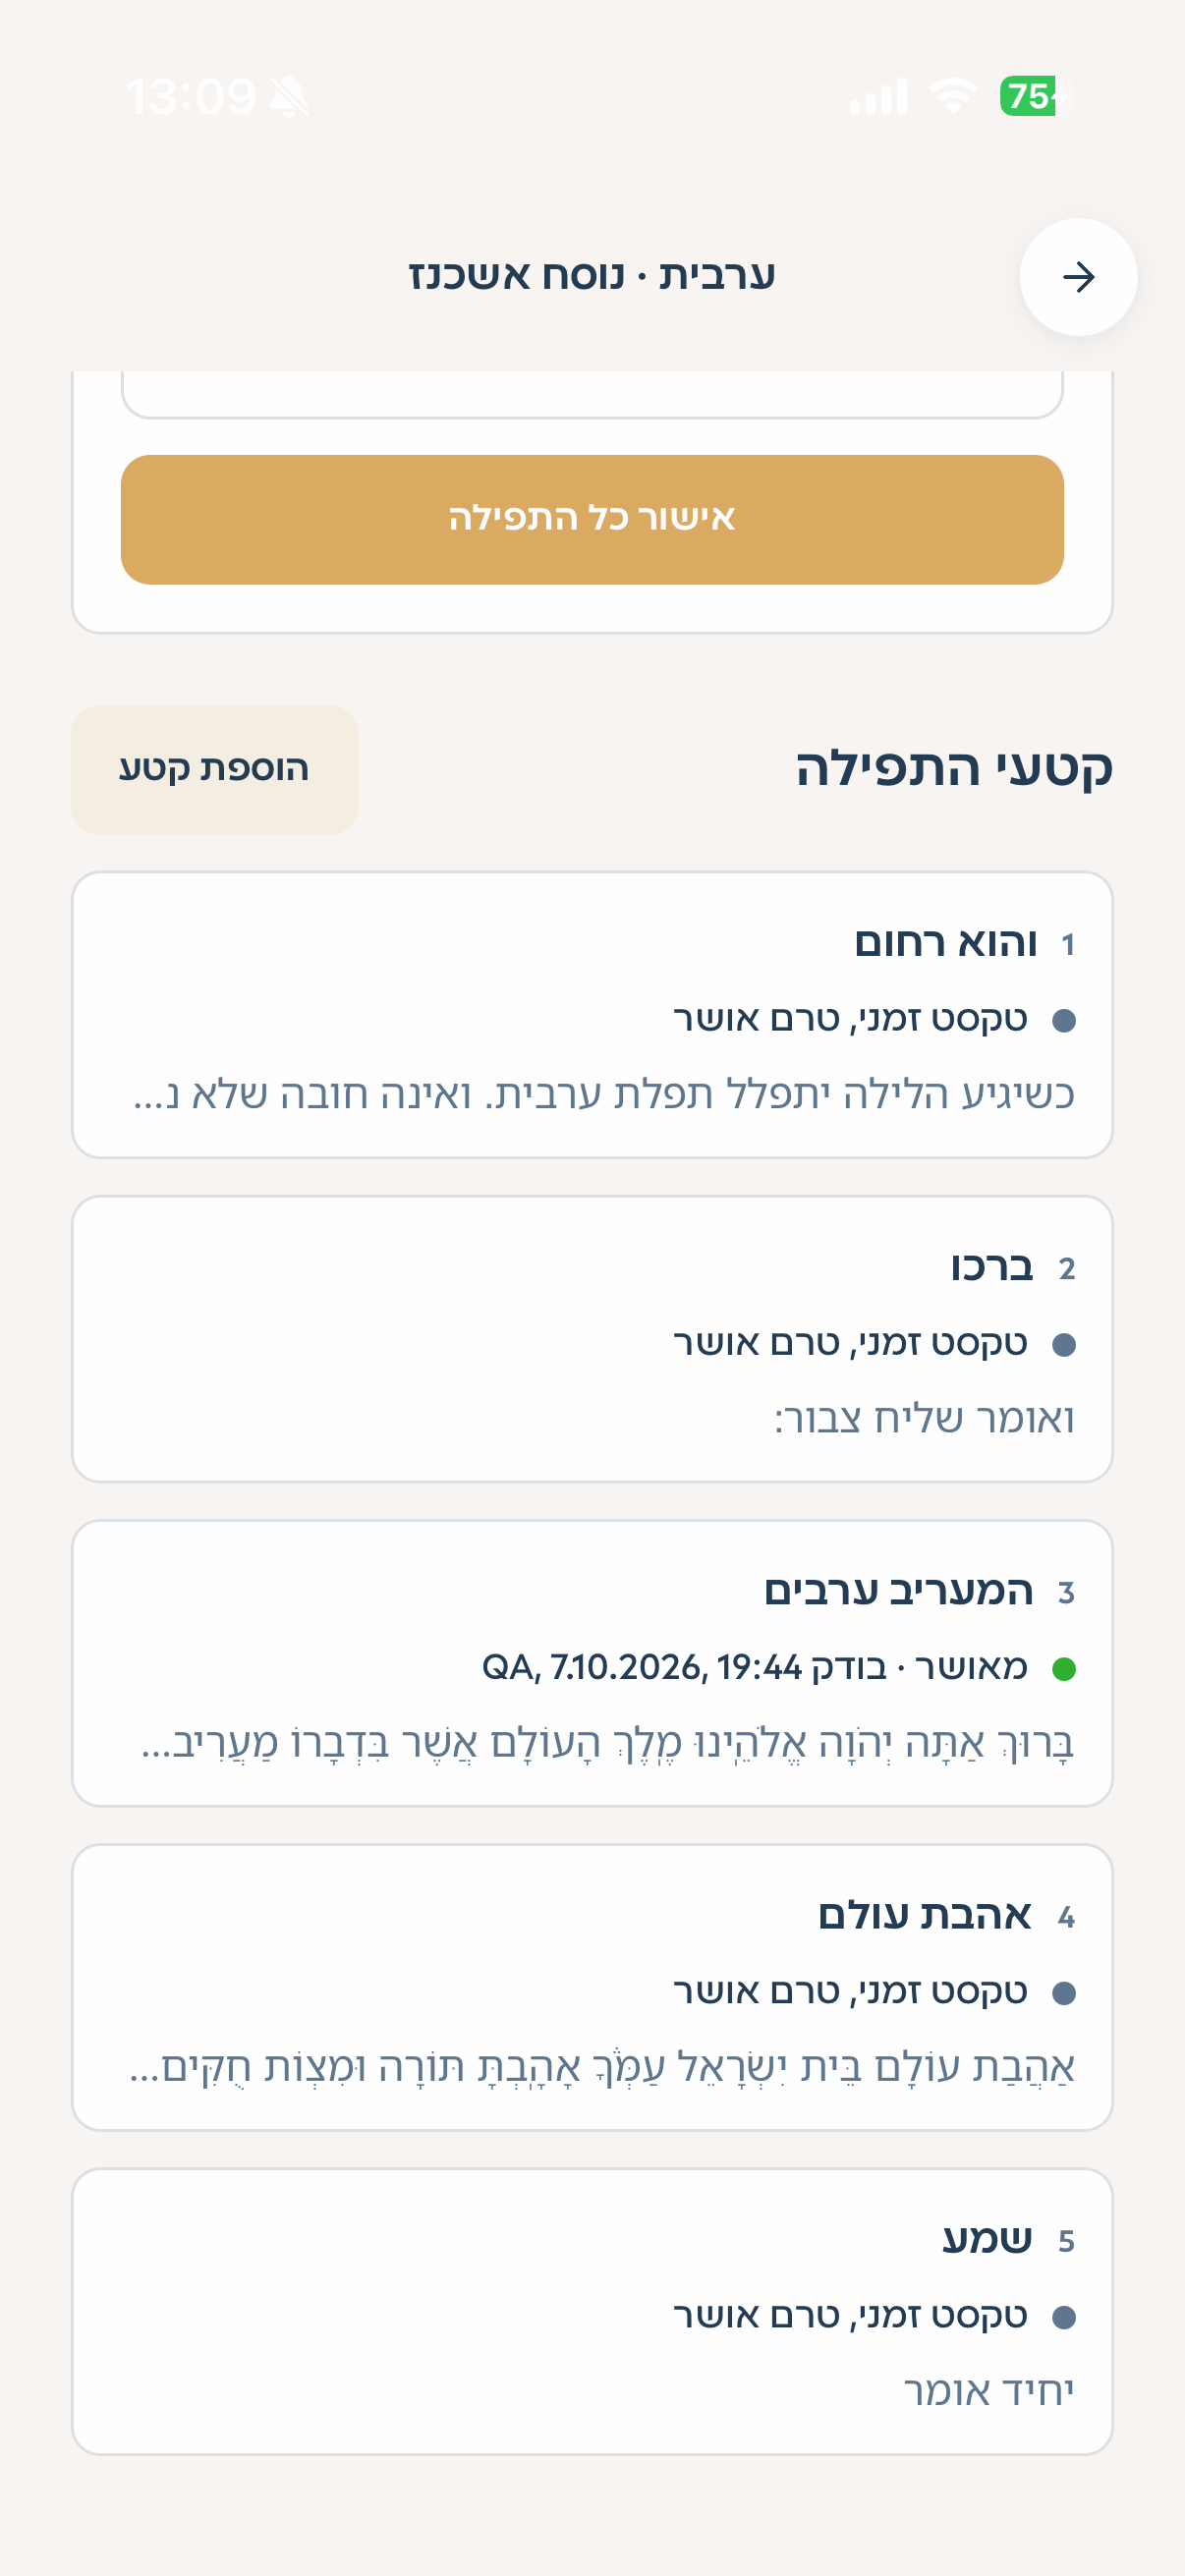 13:09
75
ערבית · נוסח אשכנז
אישור כל התפילה
קטעי התפילה
הוספת קטע
1 והוא רחום
טקסט זמני, טרם אושר
כשיגיע הלילה יתפלל תפלת ערבית. ואינה חובה שלא נ...
2 ברכו
טקסט זמני, טרם אושר
ואומר שליח צבור:
3 המעריב ערבים
מאושר · בודק QA, 7.10.2026, 19:44
בָּרוּךְ אַתָּה יְהֹוָה אֱלֹהֵֽינוּ מֶֽלֶךְ הָעוֹלָם אֲשֶׁר בִּדְבָרוֹ מַעֲרִיב...
4 אהבת עולם
טקסט זמני, טרם אושר
אַהֲבַת עוֹלָם בֵּית יִשְׂרָאֵל עַמְּ֒ךָ אָהָֽבְתָּ תּוֹרָה וּמִצְוֹת חֻקִּים...
5 שמע
טקסט זמני, טרם אושר
יחיד אומר